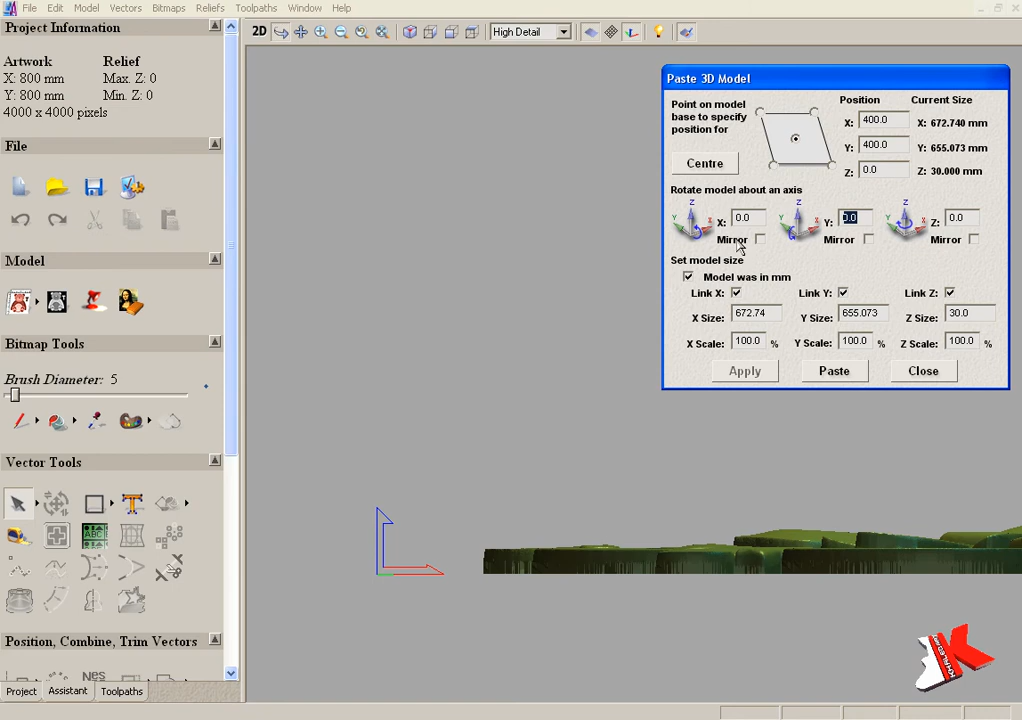 File Edit Model Vectors Bitmaps Reliefs Toolpaths Window Help
Project Information
2D
High Detail
Artwork Relief
X: 800 mm Max. Z: 0
Y: 800 mm Min. Z: 0
4000 x 4000 pixels
File
Model
Bitmap Tools
Brush Diameter: 5
Vector Tools
ABC
Position, Combine, Trim Vectors
Nes
Project Assistant Toolpaths
Paste 3D Model
Point on model
base to specify
position for
Centre
Position Current Size
X: 400.0 X: 672.740 mm
Y: 400.0 Y: 655.073 mm
Z: 0.0 Z: 30.000 mm
Rotate model about an axis
Z Y X X: 0.0 Z Y X Y: 0.0 Z Y X Z: 0.0
Mirror Mirror Mirror
Set model size
Model was in mm
Link X: Link Y: Link Z:
X Size: 672.74 Y Size: 655.073 Z Size: 30.0
X Scale: 100.0 % Y Scale: 100.0 % Z Scale: 100.0 %
Apply Paste Close